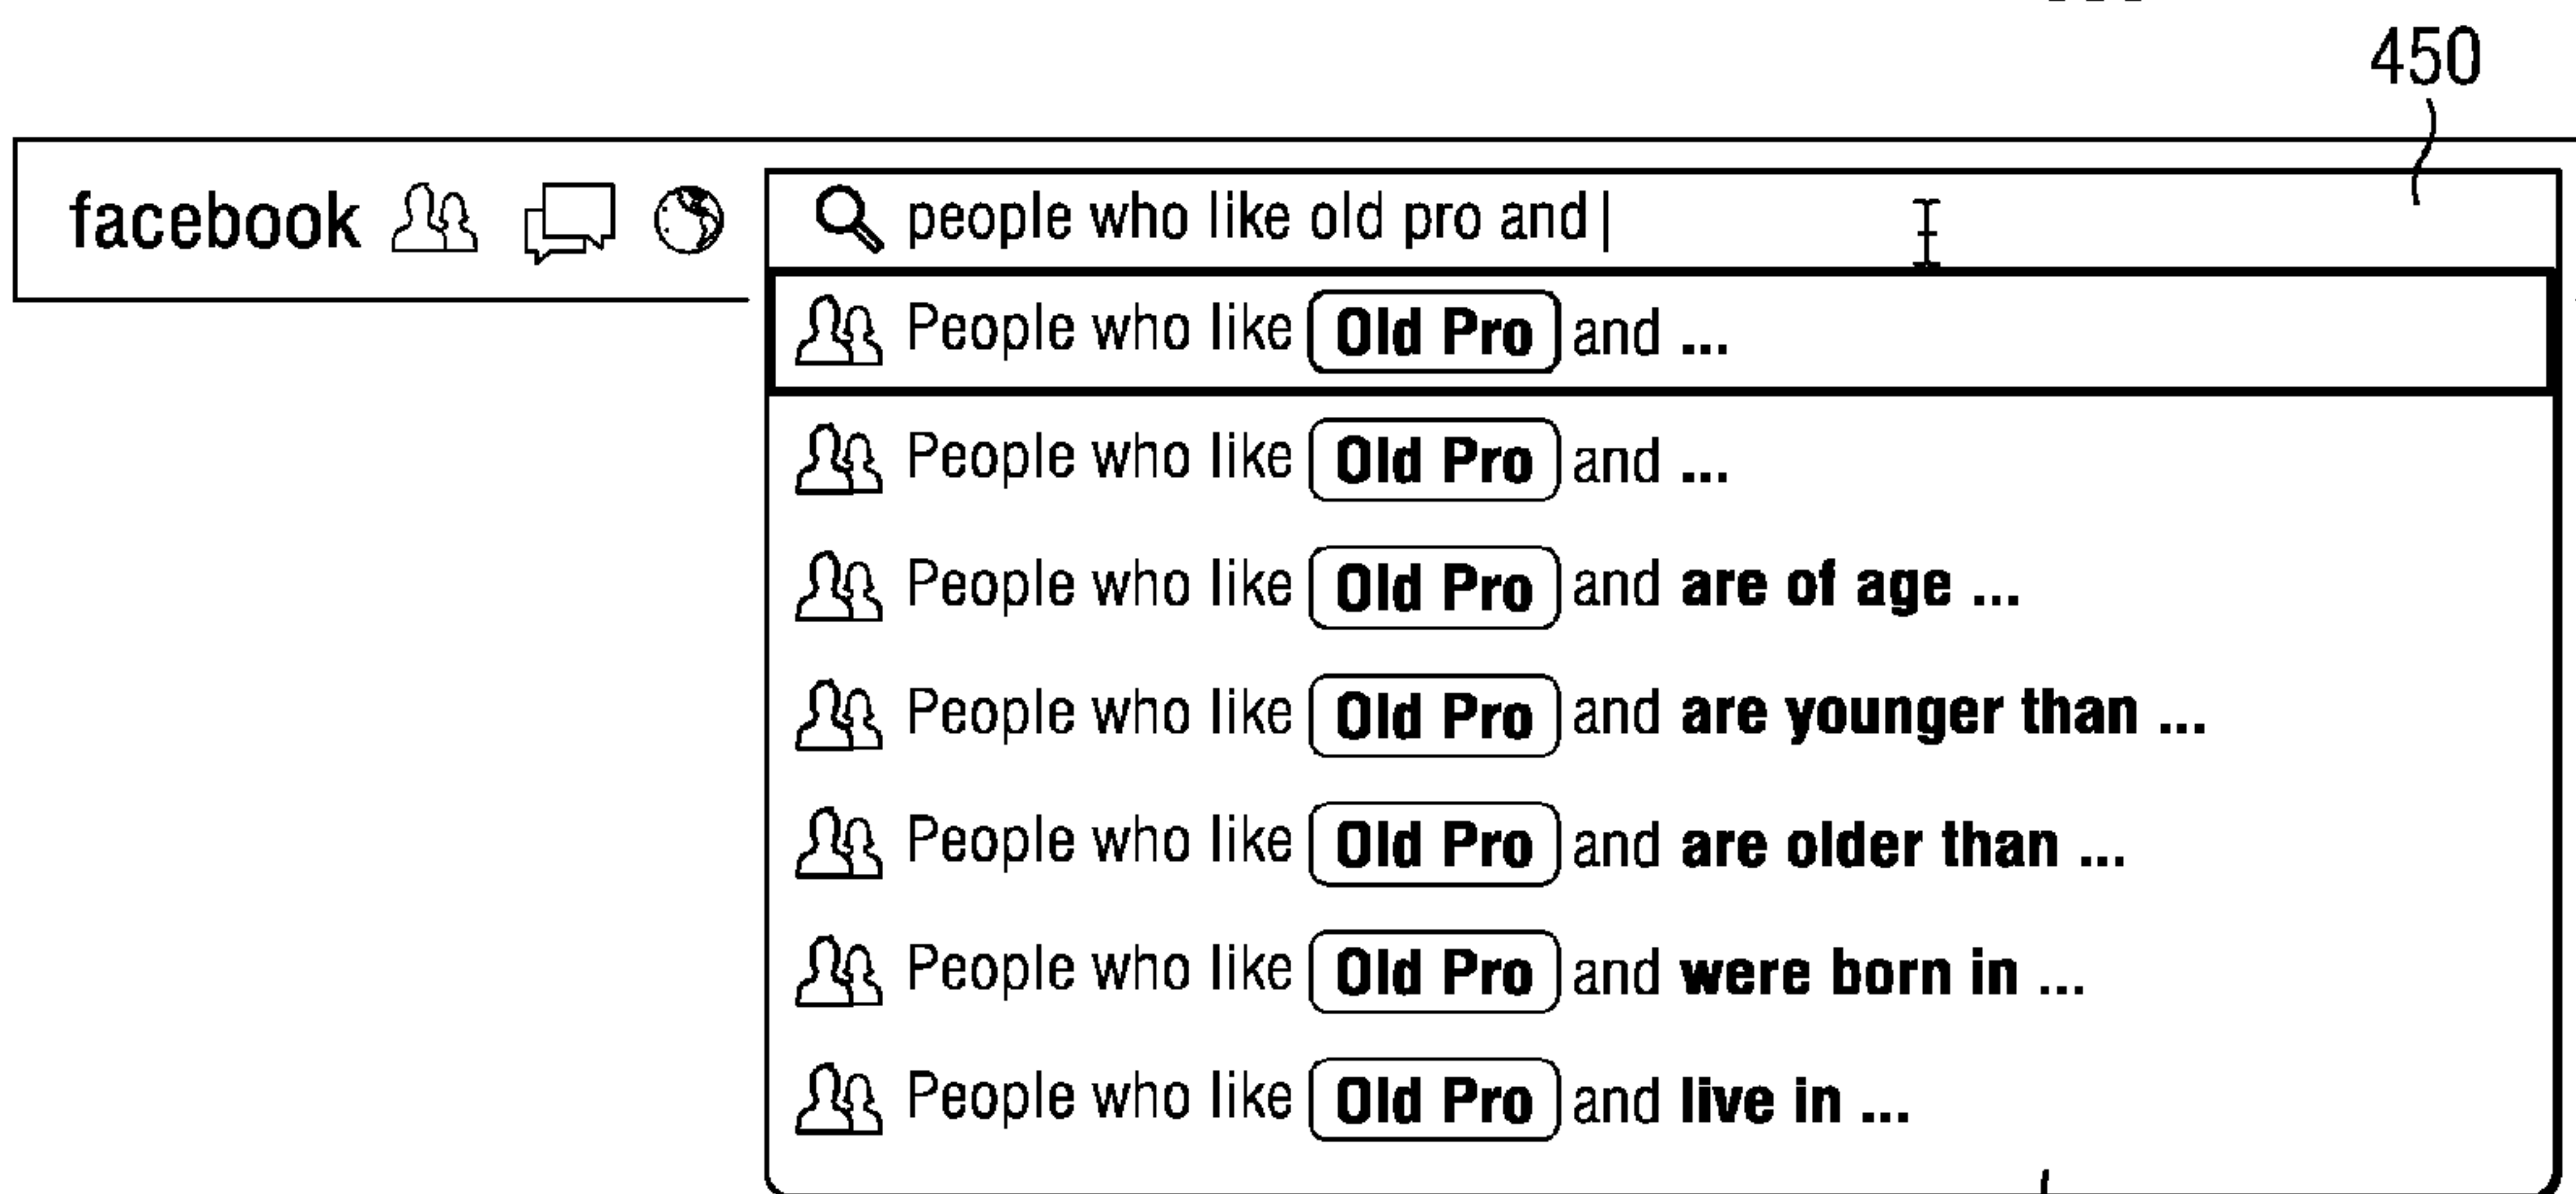 450
facebook people who like old pro and
People who like Old Pro and ...
People who like Old Pro and ...
People who like Old Pro and are of age ...
People who like Old Pro and are younger than ...
People who like Old Pro and are older than ...
People who like Old Pro and were born in ...
People who like Old Pro and live in ...